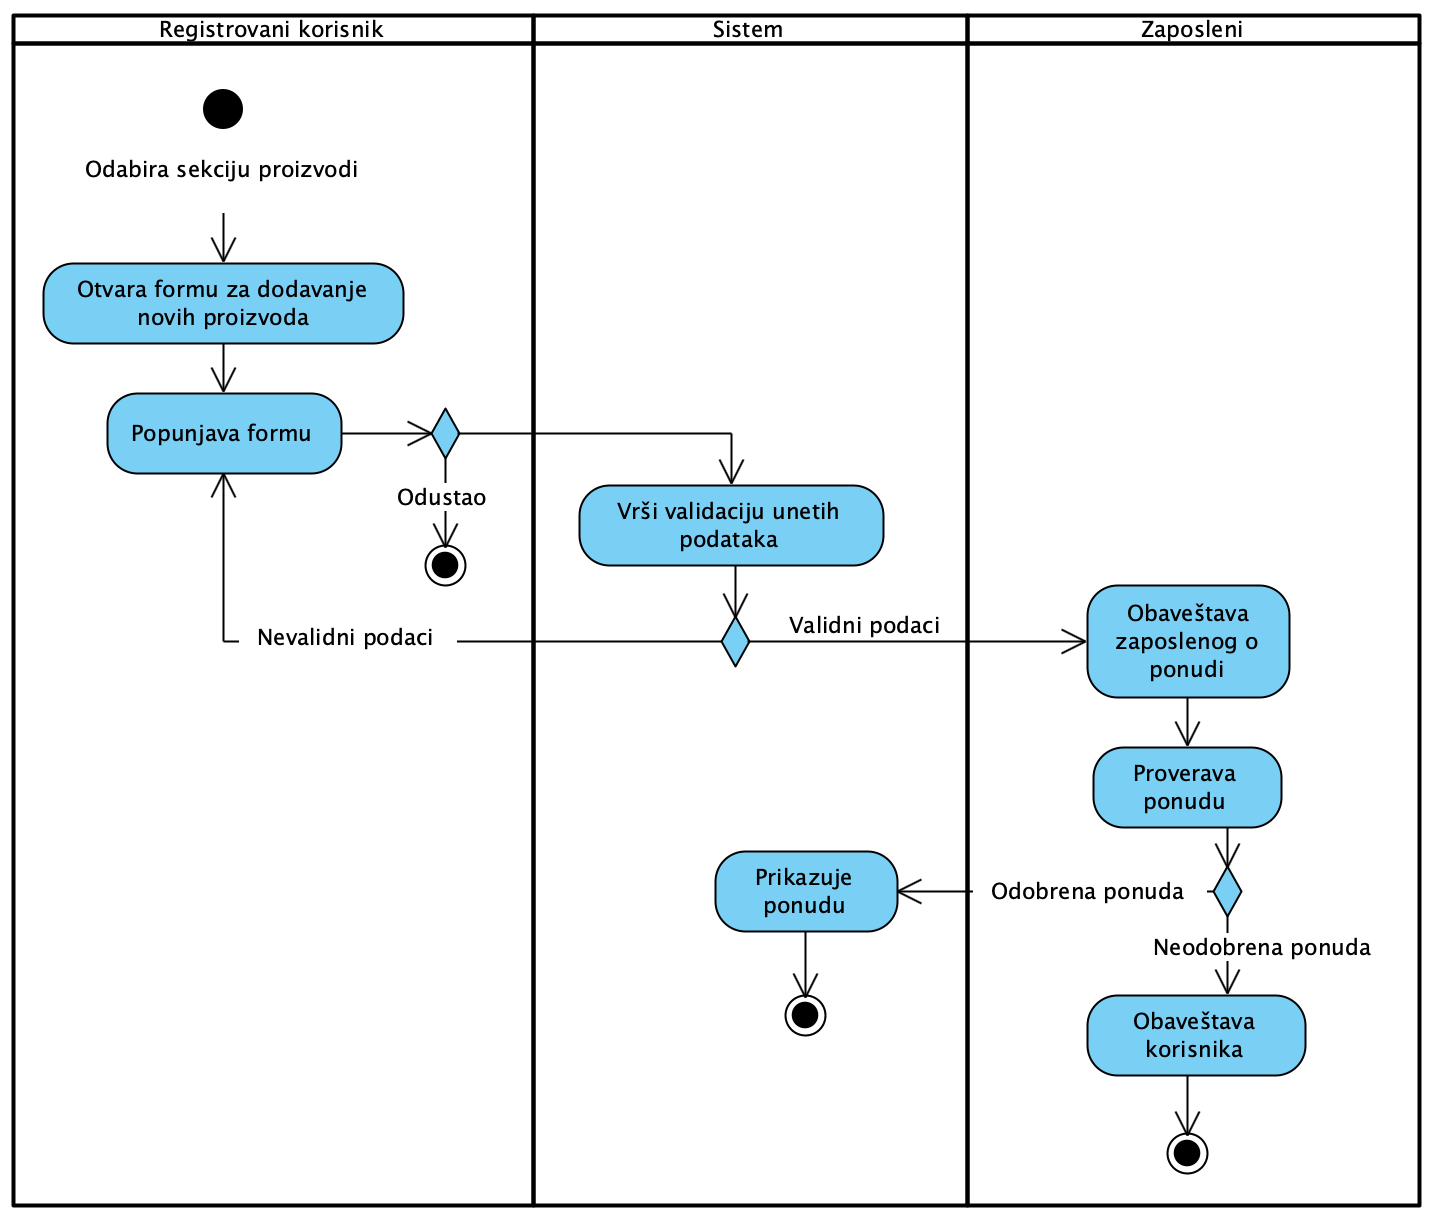 Registrovani korisnik
Sistem
Zaposleni
Odabira sekciju proizvodi
Otvara formu za dodavanje
novih proizvoda
Popunjava formu
Odustao
Vrši validaciju unetih
podataka
Nevalidni podaci
Validni podaci
Obaveštava
zaposlenog o
ponudi
Proverava
ponudu
Prikazuje
ponudu
Odobrena ponuda
Neodobrena ponuda
Obaveštava
korisnika